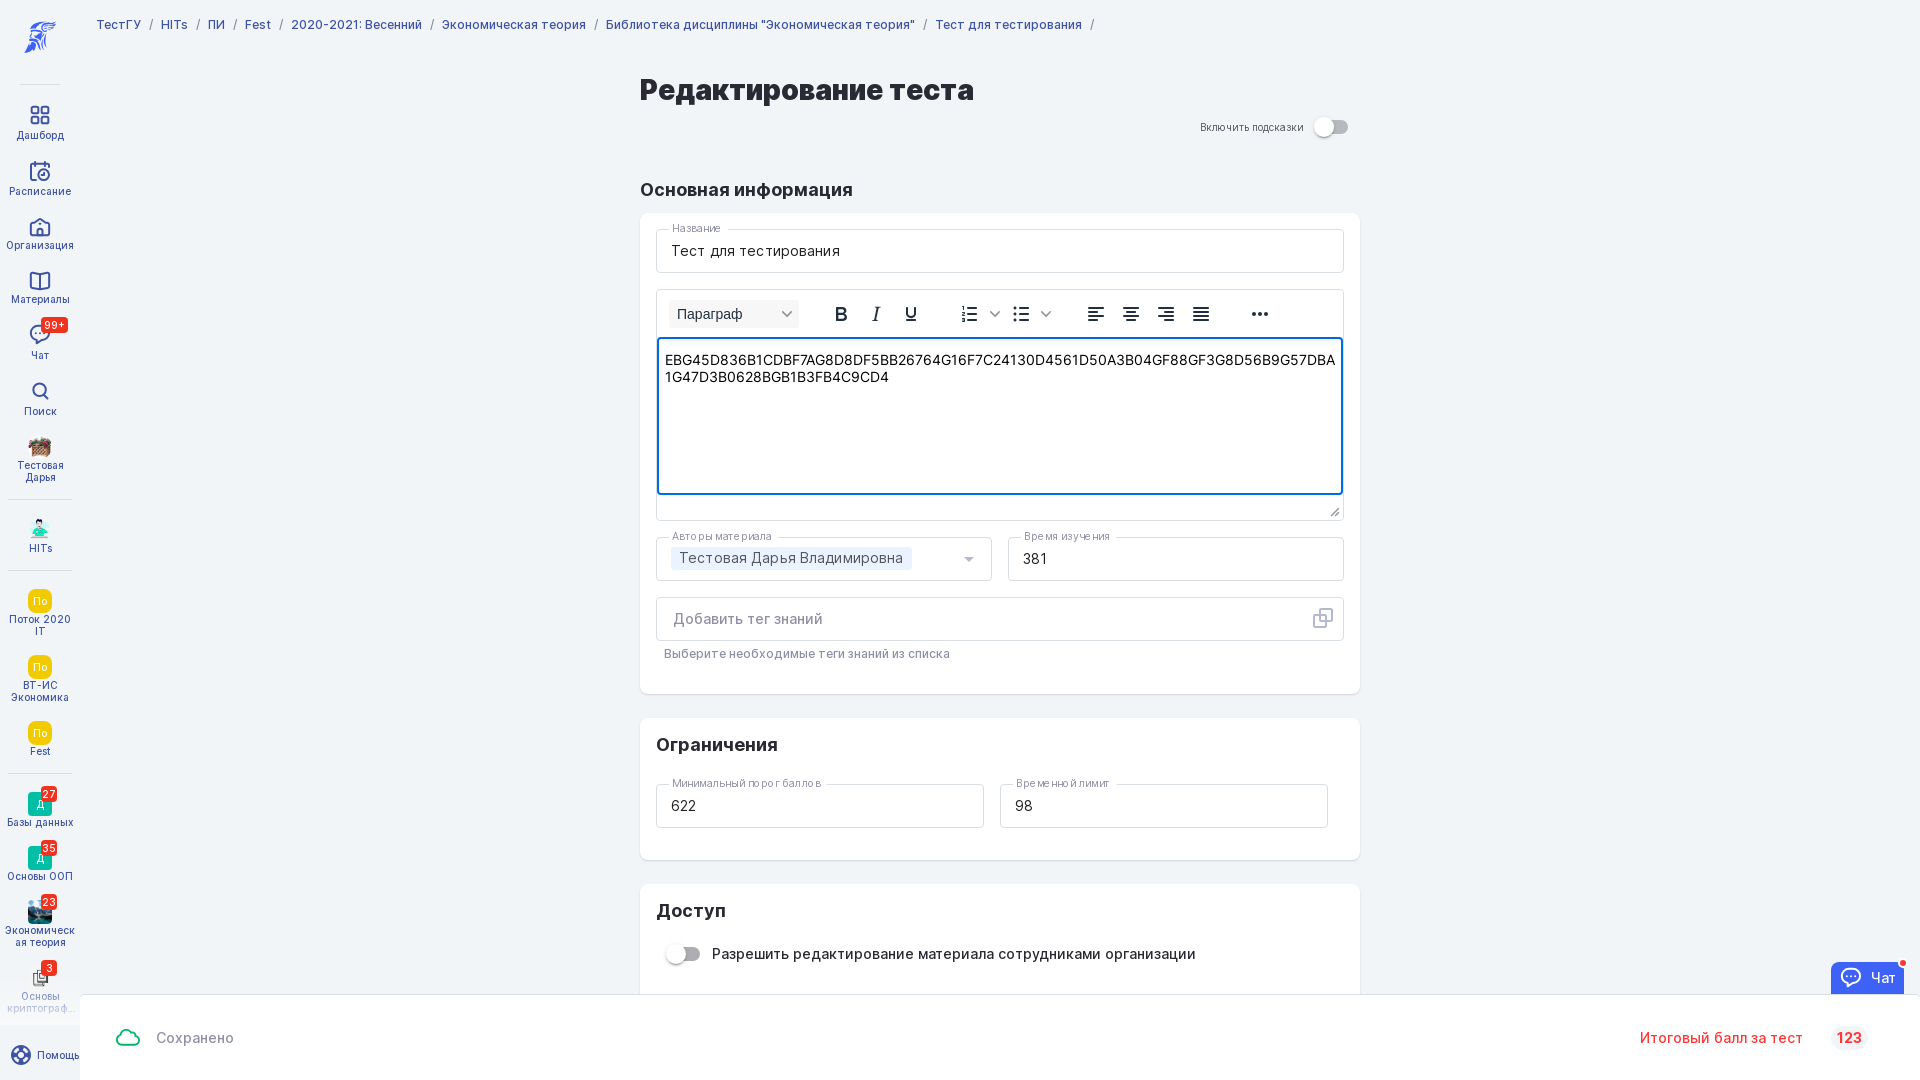 ТестГУ / HITs / ПИ / Fest / 2020-2021: Весенний / Экономическая теория / Библиотека дисциплины "Экономическая теория" / Тест для тестирования /
Дашборд
Расписание
Организация
Материалы
99+
Чат
Поиск
Тестовая
Дарья
HITs
По
Поток 2020
IT
По
ВТ-ИС
Экономика
По
Fest
27
Д
Базы данных
35
Д
Основы ООП
23
Экономическ
ая теория
3
Основы
криптограф...
Помощь
Редактирование теста
Включить подсказки
Основная информация
Название
Тест для тестирования
Параграф
EBG45D836B1CDBF7AG8D8DF5BB26764G16F7C24130D4561D50A3B04GF88GF3G8D56B9G57DBA
1G47D3B0628BGB1B3FB4C9CD4
Авторы материала
Тестовая Дарья Владимировна
Время изучения
381
Добавить тег знаний
Выберите необходимые теги знаний из списка
Ограничения
Минимальный порог баллов
622
Временной лимит
98
Доступ
Разрешить редактирование материала сотрудниками организации
Чат
Сохранено
Итоговый балл за тест 123